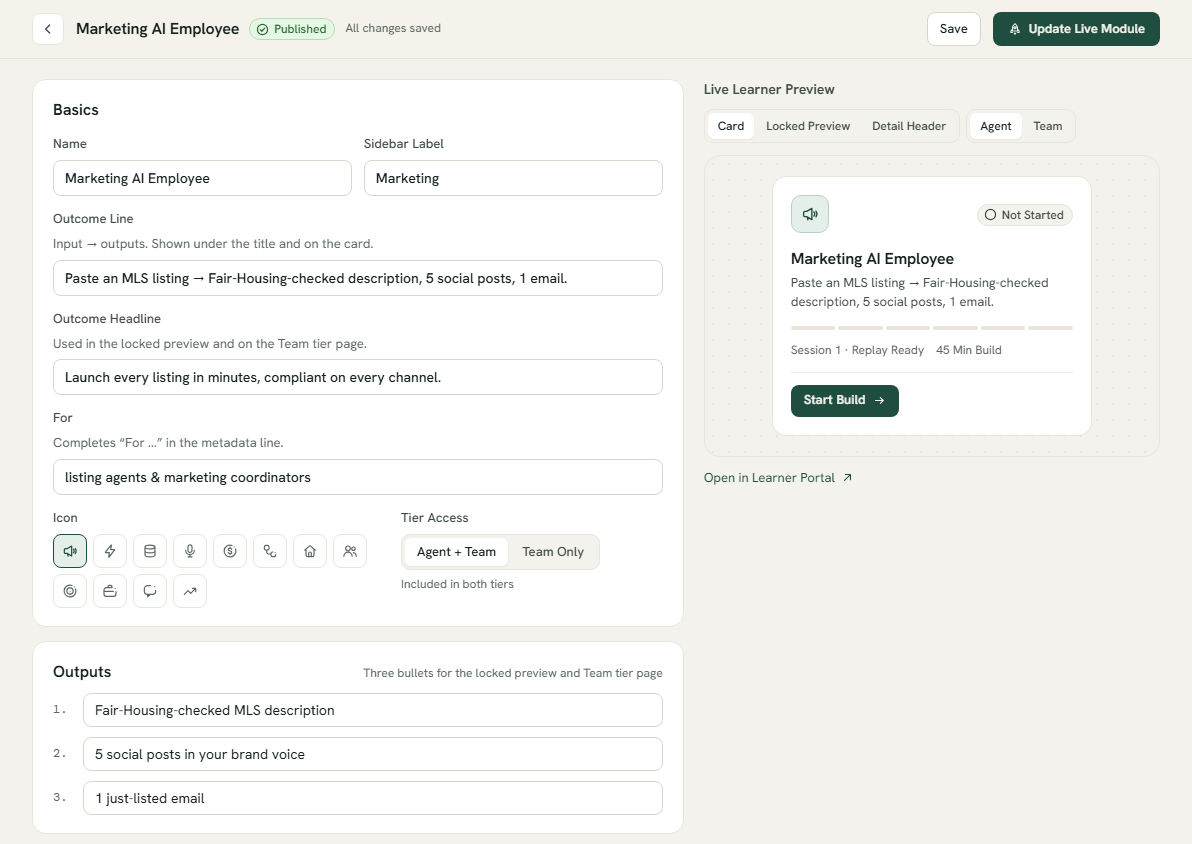 Marketing AI Employee
Published
All changes saved
Save
Update Live Module
Basics
Name
Sidebar Label
Marketing AI Employee
Marketing
Outcome Line
Input → outputs. Shown under the title and on the card.
Paste an MLS listing → Fair-Housing-checked description, 5 social posts, 1 email.
Outcome Headline
Used in the locked preview and on the Team tier page.
Launch every listing in minutes, compliant on every channel.
For
Completes “For ...” in the metadata line.
listing agents & marketing coordinators
Icon
Tier Access
Agent + Team
Team Only
Included in both tiers
Outputs
Three bullets for the locked preview and Team tier page
1. Fair-Housing-checked MLS description
2. 5 social posts in your brand voice
3. 1 just-listed email
Live Learner Preview
Card
Locked Preview
Detail Header
Agent
Team
Not Started
Marketing AI Employee
Paste an MLS listing → Fair-Housing-checked
description, 5 social posts, 1 email.
Session 1 · Replay Ready
45 Min Build
Start Build →
Open in Learner Portal ↗